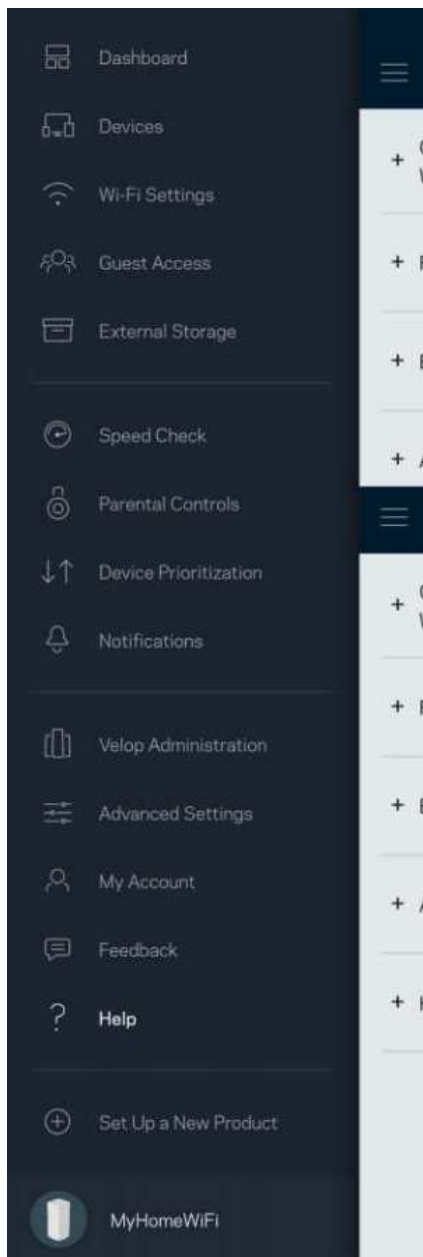 Dashboard
Devices
Wi-Fi Settings
Guest Access
External Storage
Speed Check
Parental Controls
Device Prioritization
Notifications
Velop Administration
Advanced Settings
My Account
Feedback
? Help
Set Up a New Product
MyHomeWiFi